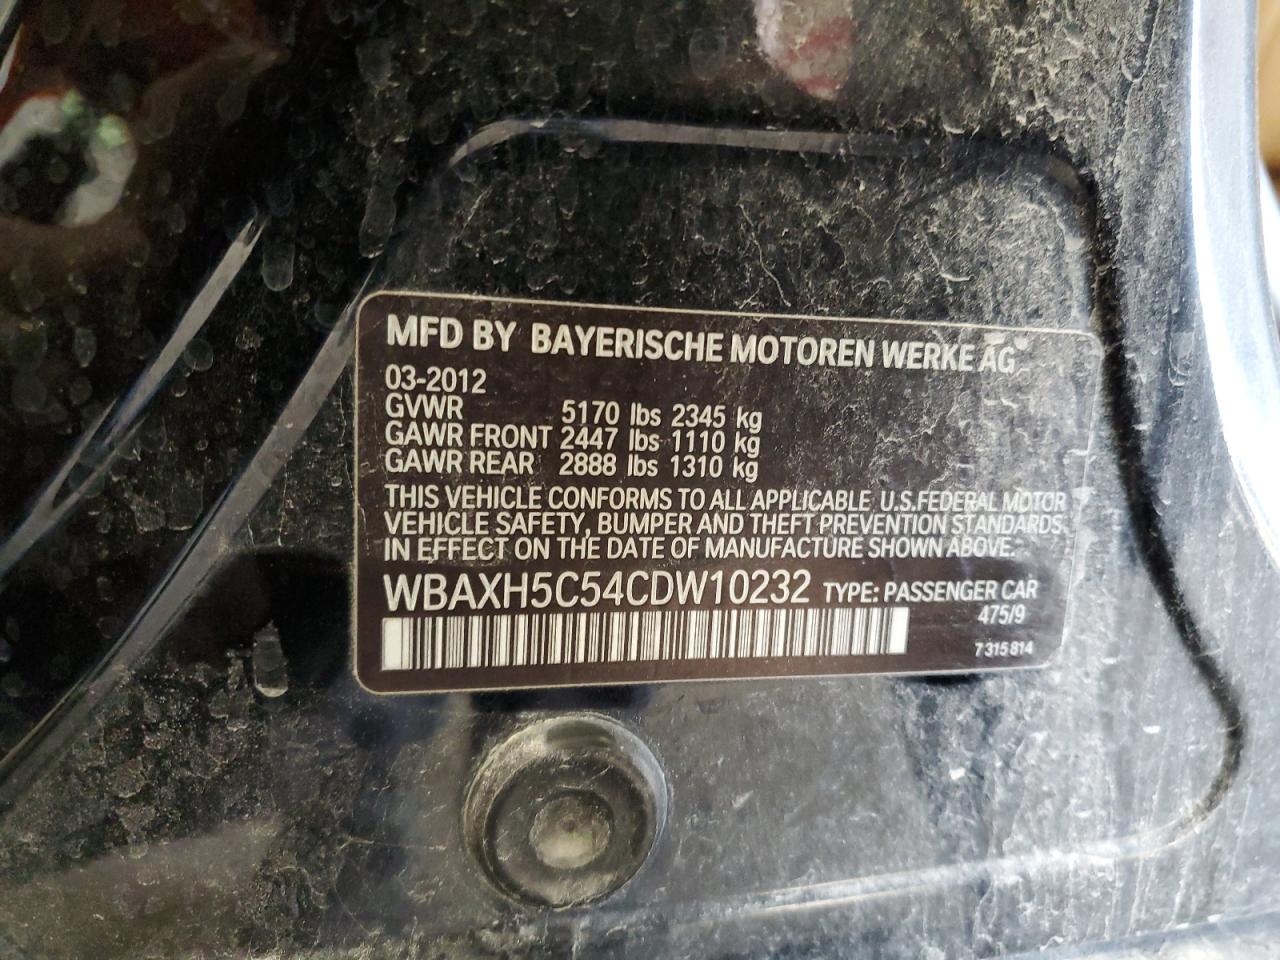 MFD BY BAYERISCHE MOTOREN WERKE AG
03-2012
GVWR 5170 lbs 2345 kg
GAWR FRONT 2447 lbs 1110 kg
GAWR REAR 2888 lbs 1310 kg
THIS VEHICLE CONFORMS TO ALL APPLICABLE U.S.FEDERAL MOTOR
VEHICLE SAFETY, BUMPER AND THEFT PREVENTION STANDARDS
IN EFFECT ON THE DATE OF MANUFACTURE SHOWN ABOVE.
WBAXH5C54CDW10232 TYPE: PASSENGER CAR
475/9
7 315 814